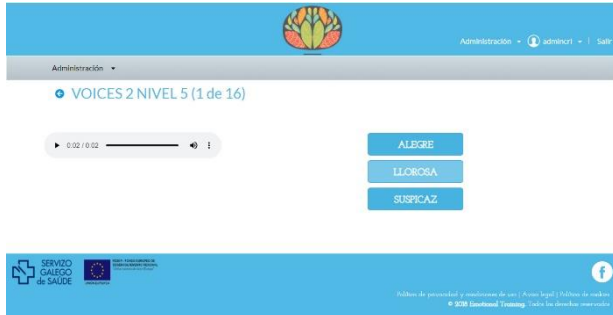 Administración admincri | Salir
Administración
VOICES 2 NIVEL 5 (1 de 16)
0:02 / 0:02
ALEGRE
LLOROSA
SUSPICAZ
SERVIZO
GALEGO
de SAÚDE
UNIÓN EUROPEA
Política de privacidad y condiciones de uso | Aviso legal | Política de cookies
© 2018 Emotional Training. Todos los derechos reservados